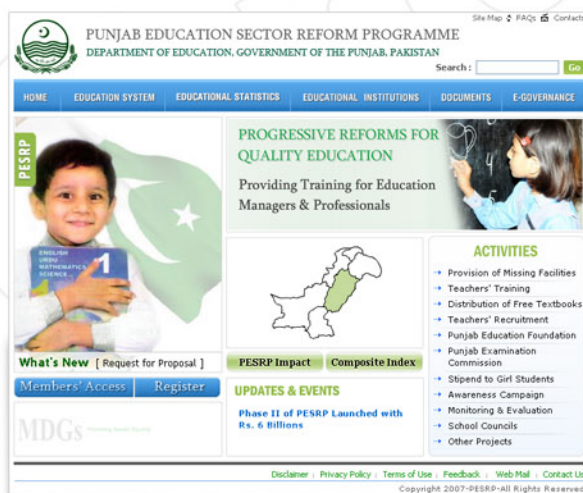 Site Map FAQs Contacts
PUNJAB EDUCATION SECTOR REFORM PROGRAMME
DEPARTMENT OF EDUCATION, GOVERNMENT OF THE PUNJAB, PAKISTAN
Search : Go
HOME EDUCATION SYSTEM EDUCATIONAL STATISTICS EDUCATIONAL INSTITUTIONS DOCUMENTS E-GOVERNANCE
PESRP
ENGLISH
URDU
MATHEMATICS
SCIENCE
1
What's New [ Request for Proposal ]
Members' Access Register
MDGs
PROGRESSIVE REFORMS FOR
QUALITY EDUCATION
Providing Training for Education
Managers & Professionals
4
PESRP Impact Composite Index
UPDATES & EVENTS
Phase II of PESRP Launched with
Rs. 6 Billions
ACTIVITIES
Provision of Missing Facilities
Teachers' Training
Distribution of Free Textbooks
Teachers' Recruitment
Punjab Education Foundation
Punjab Examination
Commission
Stipend to Girl Students
Awareness Campaign
Monitoring & Evaluation
School Councils
Other Projects
Disclaimer | Privacy Policy | Terms of Use | Feedback | Web Mail | Contact Us
Copyright 2007-PESRP-All Rights Reserved